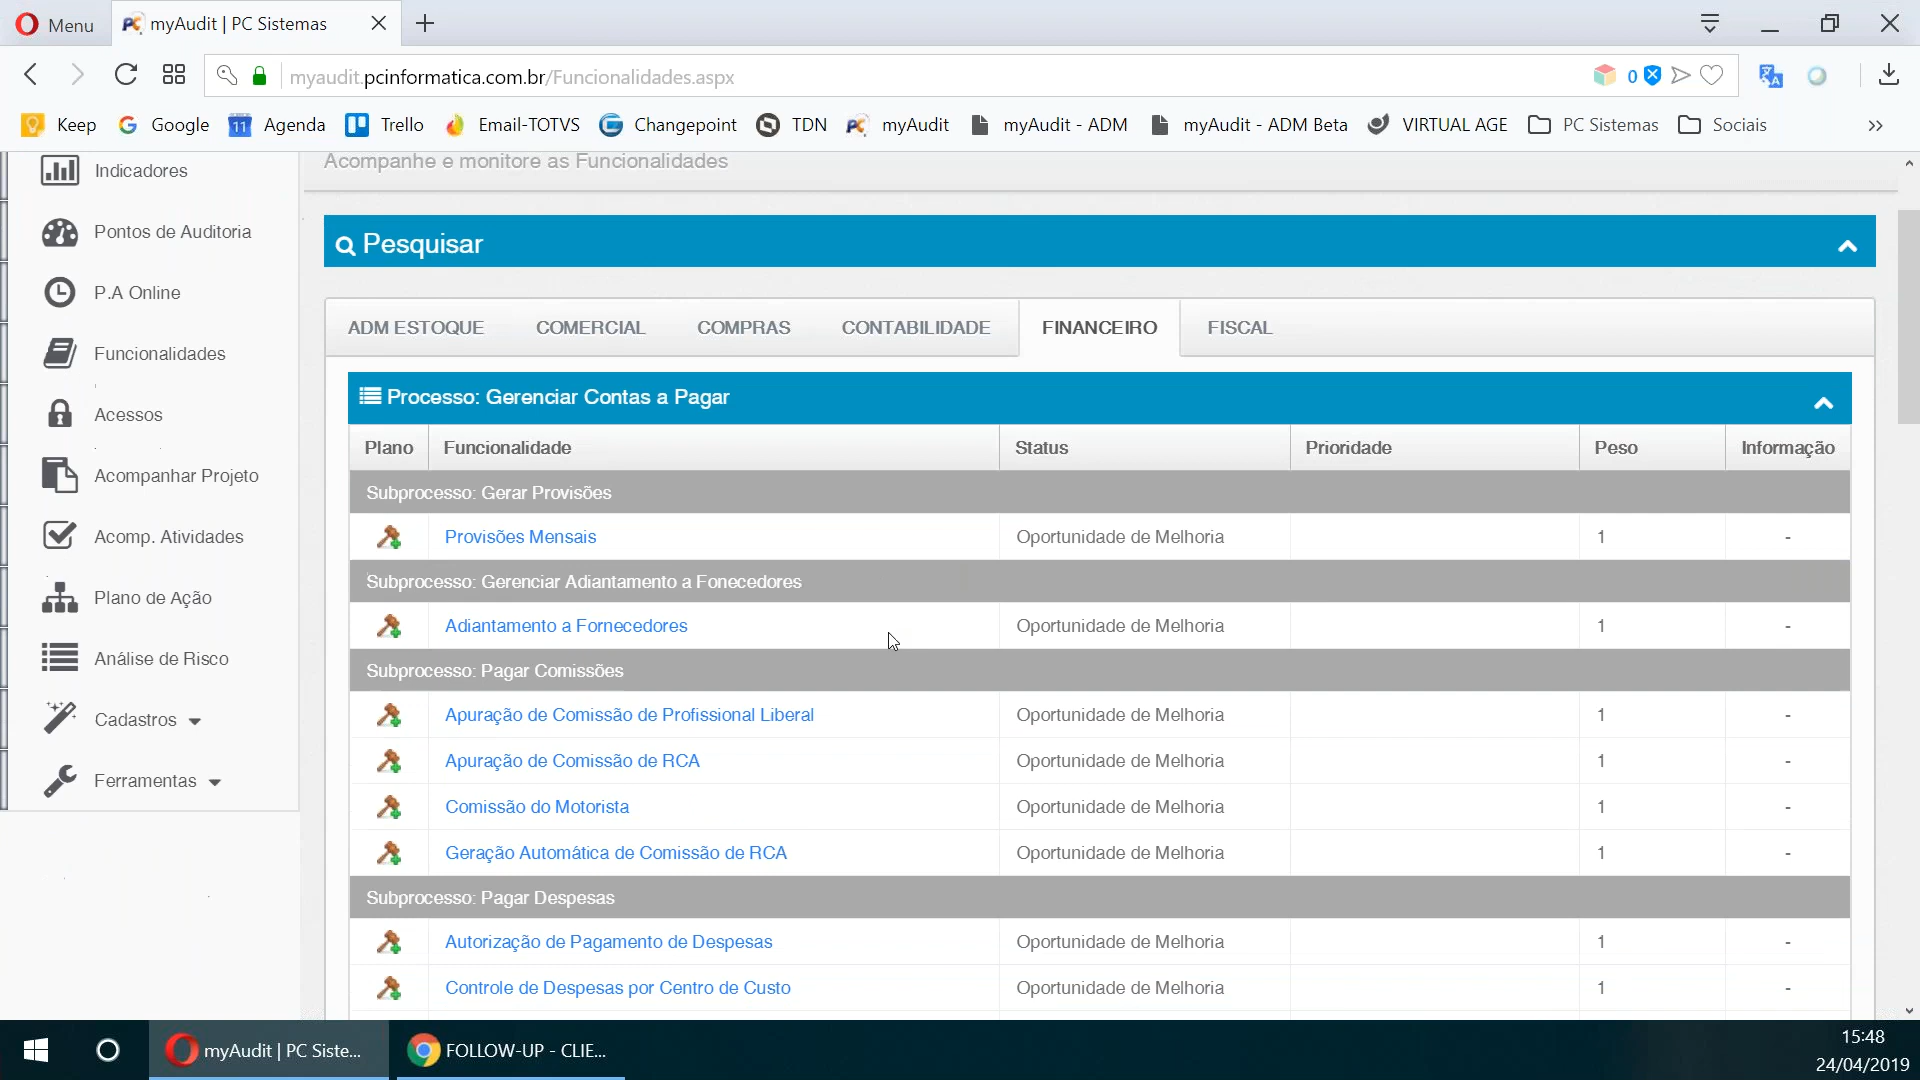 Menu
myAudit | PC Sistemas
myaudit.pcinformatica.com.br/Funcionalidades.aspx
0
Keep
Google
11
Agenda
Trello
Email-TOTVS
Changepoint
TDN
myAudit
myAudit - ADM
myAudit - ADM Beta
VIRTUAL AGE
PC Sistemas
Sociais
Indicadores
Pontos de Auditoria
P.A Online
Funcionalidades
Acessos
Acompanhar Projeto
Acomp. Atividades
Plano de Ação
Análise de Risco
Cadastros
Ferramentas
Acompanhe e monitore as Funcionalidades
Pesquisar
ADM ESTOQUE COMERCIAL COMPRAS CONTABILIDADE FINANCEIRO FISCAL
Processo: Gerenciar Contas a Pagar
Plano Funcionalidade Status Prioridade Peso Informação
Subprocesso: Gerar Provisões
Provisões Mensais Oportunidade de Melhoria 1 -
Subprocesso: Gerenciar Adiantamento a Fonecedores
Adiantamento a Fornecedores Oportunidade de Melhoria 1 -
Subprocesso: Pagar Comissões
Apuração de Comissão de Profissional Liberal Oportunidade de Melhoria 1 -
Apuração de Comissão de RCA Oportunidade de Melhoria 1 -
Comissão do Motorista Oportunidade de Melhoria 1 -
Geração Automática de Comissão de RCA Oportunidade de Melhoria 1 -
Subprocesso: Pagar Despesas
Autorização de Pagamento de Despesas Oportunidade de Melhoria 1 -
Controle de Despesas por Centro de Custo Oportunidade de Melhoria 1 -
myAudit | PC Siste...
FOLLOW-UP - CLIE...
15:48
24/04/2019